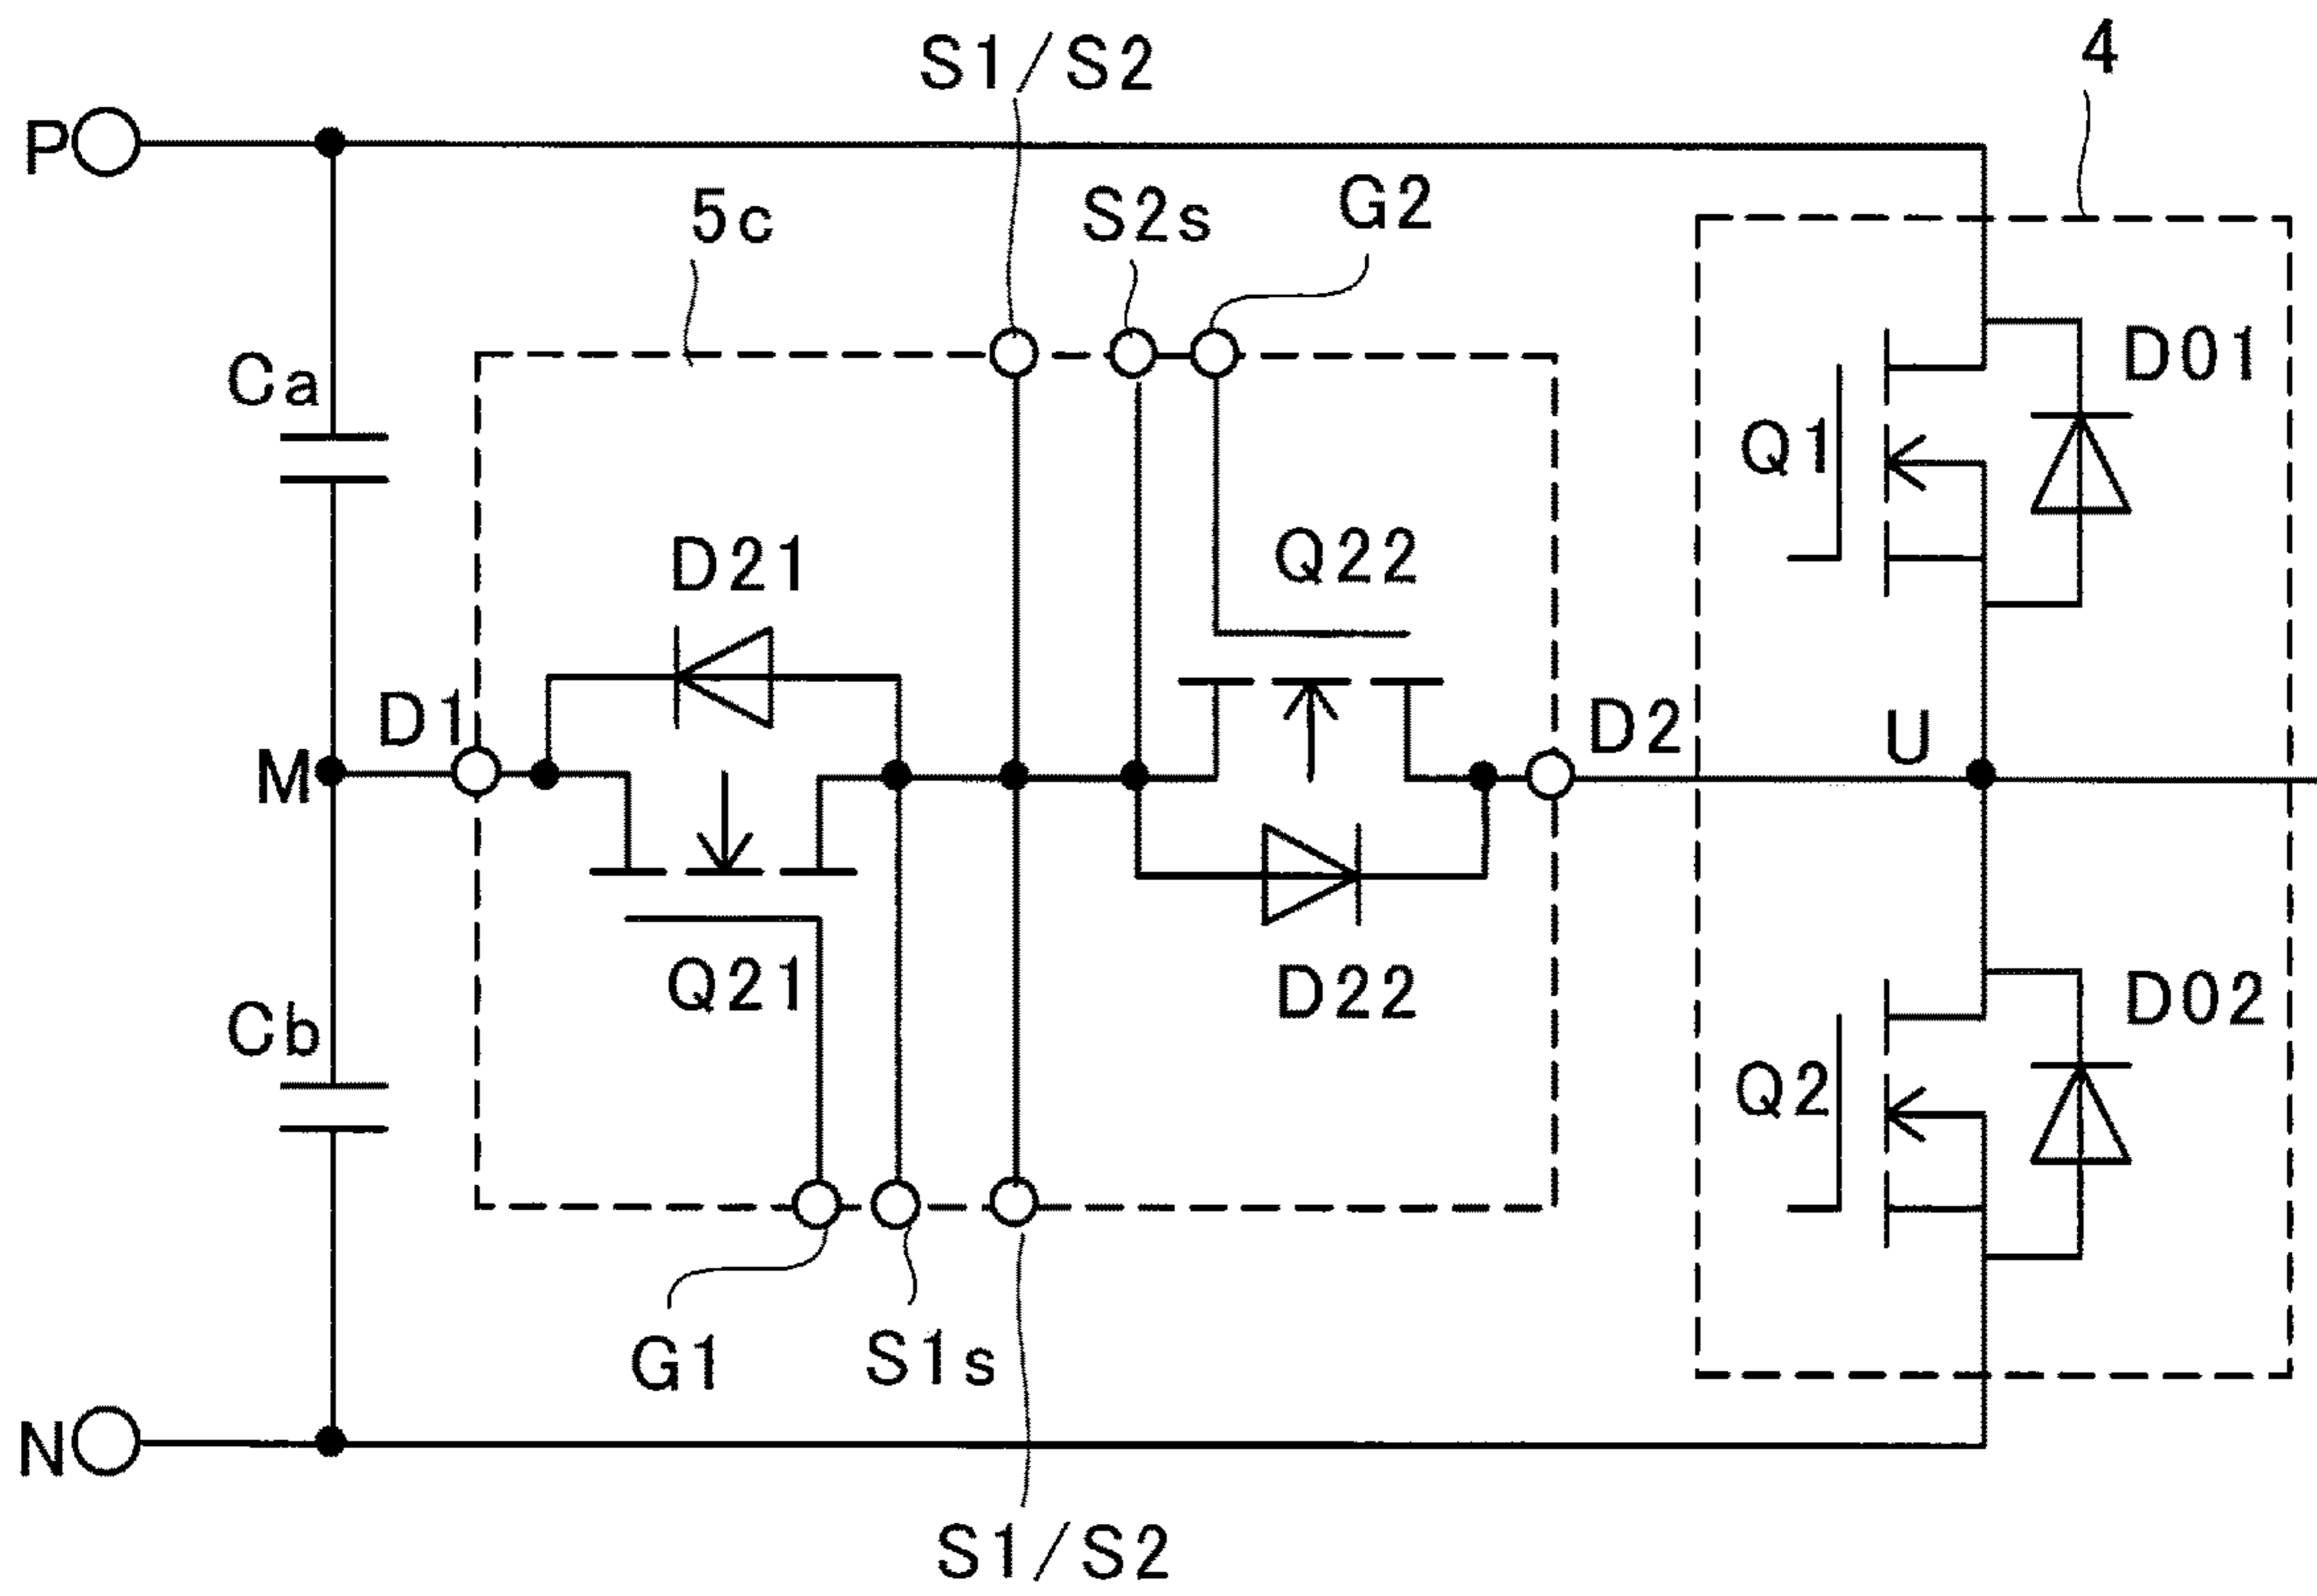 S1/S2
4
P
5c
S2s
G2
Ca
D01
Q1
D21
Q22
D1
D2
U
M
Q21
D22
Cb
D02
Q2
G1
S1s
N
S1/S2